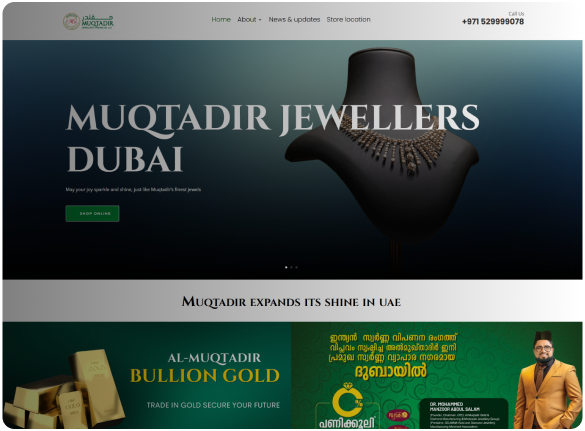 مقتدر
MUQTADIR
Home About News & updates Store location
Call Us
+971 529999078
MUQTADIR JEWELLERS
DUBAI
May your joy sparkle and shine, just like Muqtadir's finest jewels
SHOP ONLINE
MUQTADIR EXPANDS ITS SHINE IN UAE
AL-MUQTADIR
BULLION GOLD
TRADE IN GOLD SECURE YOUR FUTURE
ഇന്ത്യൻ സ്വർണ്ണ വിപണന രംഗത്ത്
വിപ്ലവം സൃഷ്ടിച്ച അൽമുഖ്താദിർ ഇനി
പ്രമുഖ സ്വർണ്ണ വ്യാപാര നഗരമായ
ദുബായിൽ
0%
പണിക്കൂലി
DR. MOHAMMED
MANZOOR ABDUL SALAM